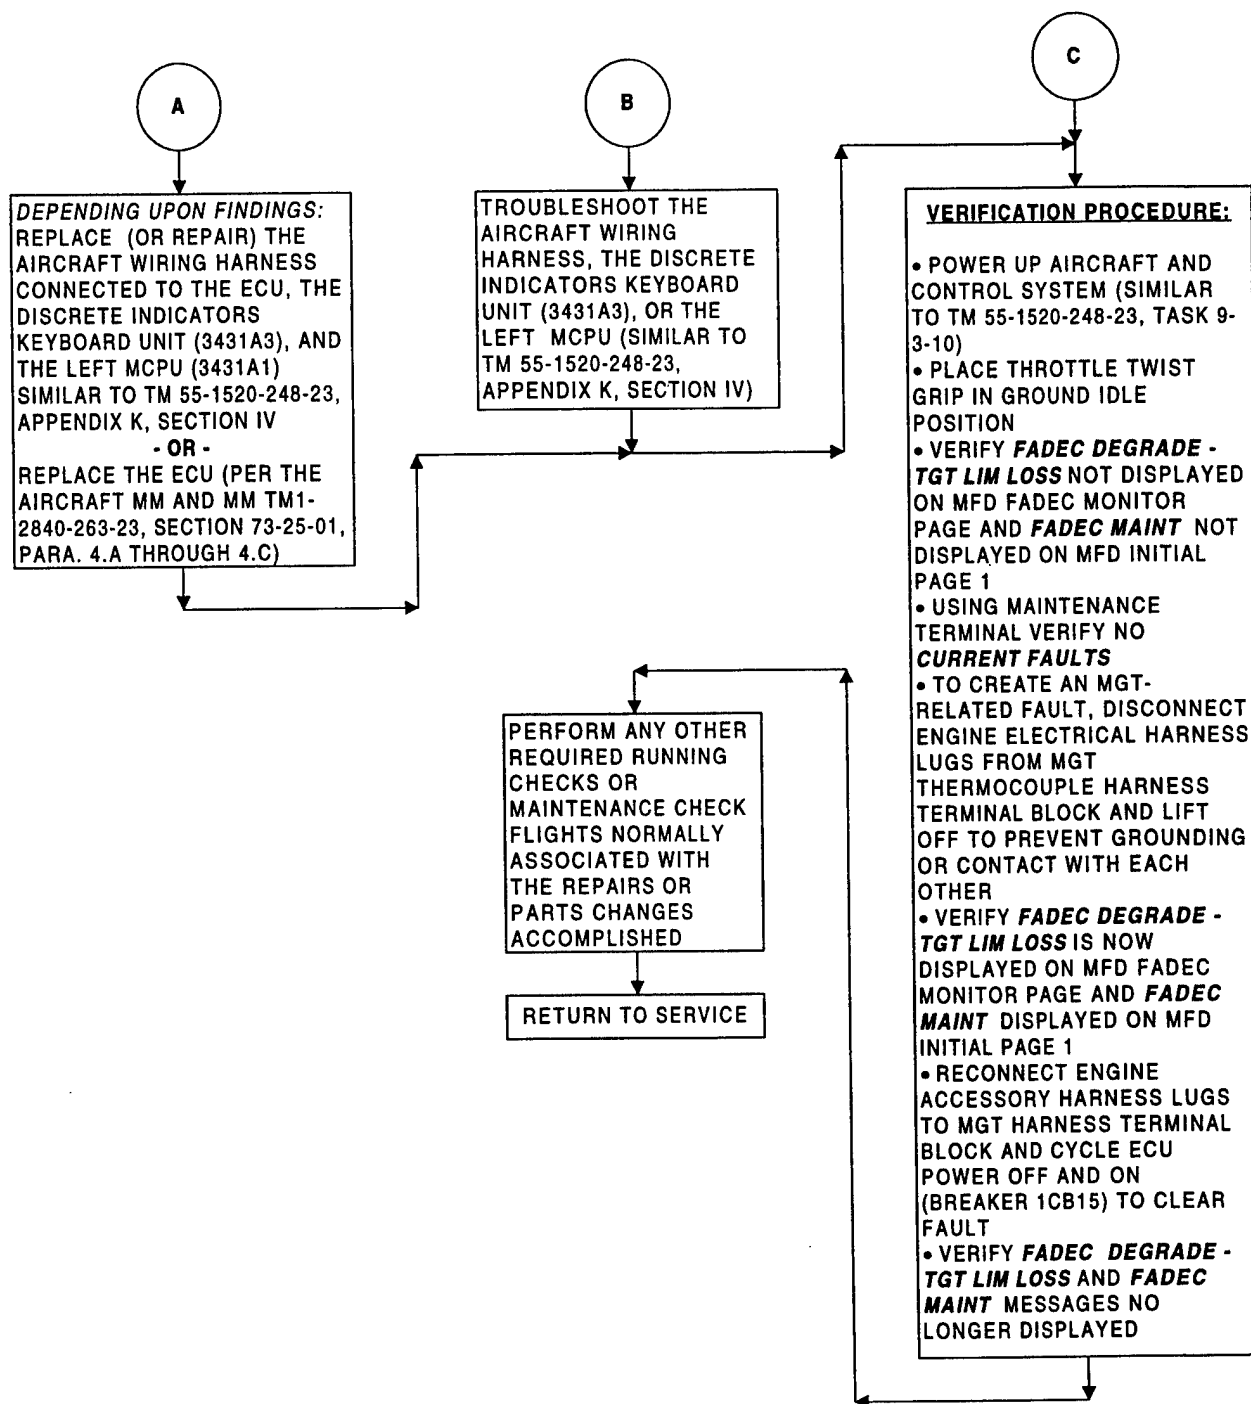 A
DEPENDING UPON FINDINGS:
REPLACE (OR REPAIR) THE
AIRCRAFT WIRING HARNESS
CONNECTED TO THE ECU, THE
DISCRETE INDICATORS
KEYBOARD UNIT (3431A3), AND
THE LEFT MCPU (3431A1)
SIMILAR TO TM 55-1520-248-23,
APPENDIX K, SECTION IV
- OR -
REPLACE THE ECU (PER THE
AIRCRAFT MM AND MM TM1-
2840-263-23, SECTION 73-25-01,
PARA. 4.A THROUGH 4.C)
B
TROUBLESHOOT THE
AIRCRAFT WIRING
HARNESS, THE DISCRETE
INDICATORS KEYBOARD
UNIT (3431A3), OR THE
LEFT MCPU (SIMILAR TO
TM 55-1520-248-23,
APPENDIX K, SECTION IV)
C
VERIFICATION PROCEDURE:
• POWER UP AIRCRAFT AND
CONTROL SYSTEM (SIMILAR
TO TM 55-1520-248-23, TASK 9-
3-10)
• PLACE THROTTLE TWIST
GRIP IN GROUND IDLE
POSITION
• VERIFY FADEC DEGRADE -
TGT LIM LOSS NOT DISPLAYED
ON MFD FADEC MONITOR
PAGE AND FADEC MAINT NOT
DISPLAYED ON MFD INITIAL
PAGE 1
• USING MAINTENANCE
TERMINAL VERIFY NO
CURRENT FAULTS
• TO CREATE AN MGT-
RELATED FAULT, DISCONNECT
ENGINE ELECTRICAL HARNESS
LUGS FROM MGT
THERMOCOUPLE HARNESS
TERMINAL BLOCK AND LIFT
OFF TO PREVENT GROUNDING
OR CONTACT WITH EACH
OTHER
• VERIFY FADEC DEGRADE -
TGT LIM LOSS IS NOW
DISPLAYED ON MFD FADEC
MONITOR PAGE AND FADEC
MAINT DISPLAYED ON MFD
INITIAL PAGE 1
• RECONNECT ENGINE
ACCESSORY HARNESS LUGS
TO MGT HARNESS TERMINAL
BLOCK AND CYCLE ECU
POWER OFF AND ON
(BREAKER 1CB15) TO CLEAR
FAULT
• VERIFY FADEC DEGRADE -
TGT LIM LOSS AND FADEC
MAINT MESSAGES NO
LONGER DISPLAYED
PERFORM ANY OTHER
REQUIRED RUNNING
CHECKS OR
MAINTENANCE CHECK
FLIGHTS NORMALLY
ASSOCIATED WITH
THE REPAIRS OR
PARTS CHANGES
ACCOMPLISHED
RETURN TO SERVICE